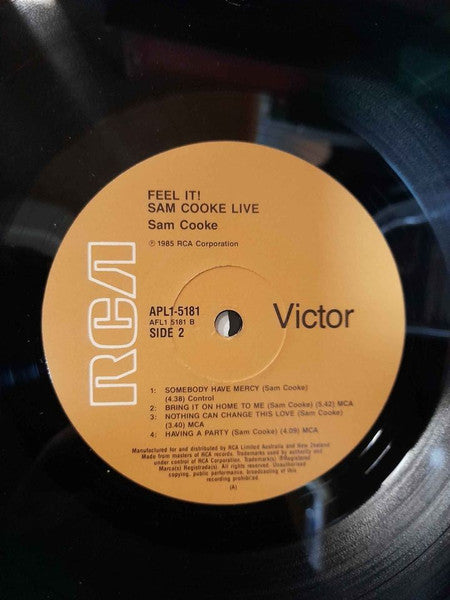 FEEL IT!
SAM COOKE LIVE
Sam Cooke
℗ 1985 RCA Corporation
RCA
APL1-5181
AFL1 5181 B
SIDE 2
Victor
1: SOMEBODY HAVE MERCY (Sam Cooke)
(4.38) Control
2: BRING IT ON HOME TO ME (Sam Cooke) (5.42) MCA
3: NOTHING CAN CHANGE THIS LOVE (Sam Cooke)
(3.40) MCA
4: HAVING A PARTY (Sam Cooke) (4.09) MCA
Manufactured for and distributed by RCA Limited Australia and New Zealand.
Made from masters of RCA records. Trademarks used by authority and
under control of RCA Corporation. Trademark(s) ®Registered
Marca(s) Registrada(s). All rights reserved. Unauthorised
copying, public performance, broadcasting of this
recording prohibited.
(A)